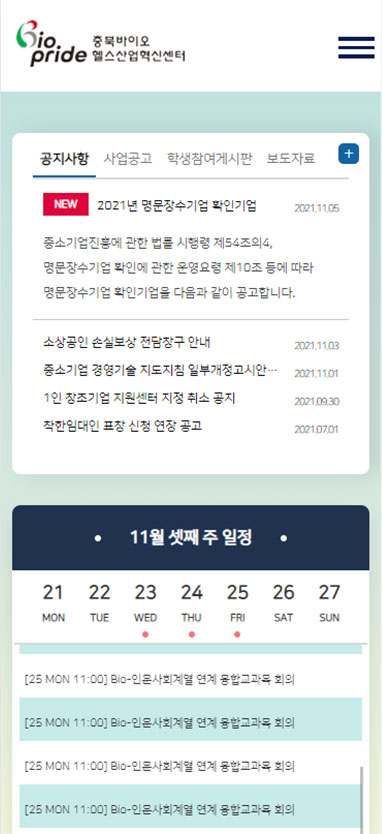 Bio pride 충북바이오 헬스산업혁신센터
공지사항 사업공고 학생참여게시판 보도자료 +
NEW 2021년 명문장수기업 확인기업 2021.11.05
중소기업진흥에 관한 법률 시행령 제54조의4,
명문장수기업 확인에 관한 운영요령 제10조 등에 따라
명문장수기업 확인기업을 다음과 같이 공고합니다.
소상공인 손실보상 전담창구 안내 2021.11.03
중소기업 경영기술 지도지침 일부개정고시안… 2021.11.01
1인 창조기업 지원센터 지정 취소 공지 2021.09.30
착한임대인 표창 신청 연장 공고 2021.07.01
11월 셋째 주 일정
21 22 23 24 25 26 27
MON TUE WED THU FRI SAT SUN
[25 MON 11:00] Bio-인문사회계열 연계 융합교과목 회의
[25 MON 11:00] Bio-인문사회계열 연계 융합교과목 회의
[25 MON 11:00] Bio-인문사회계열 연계 융합교과목 회의
[25 MON 11:00] Bio-인문사회계열 연계 융합교과목 회의